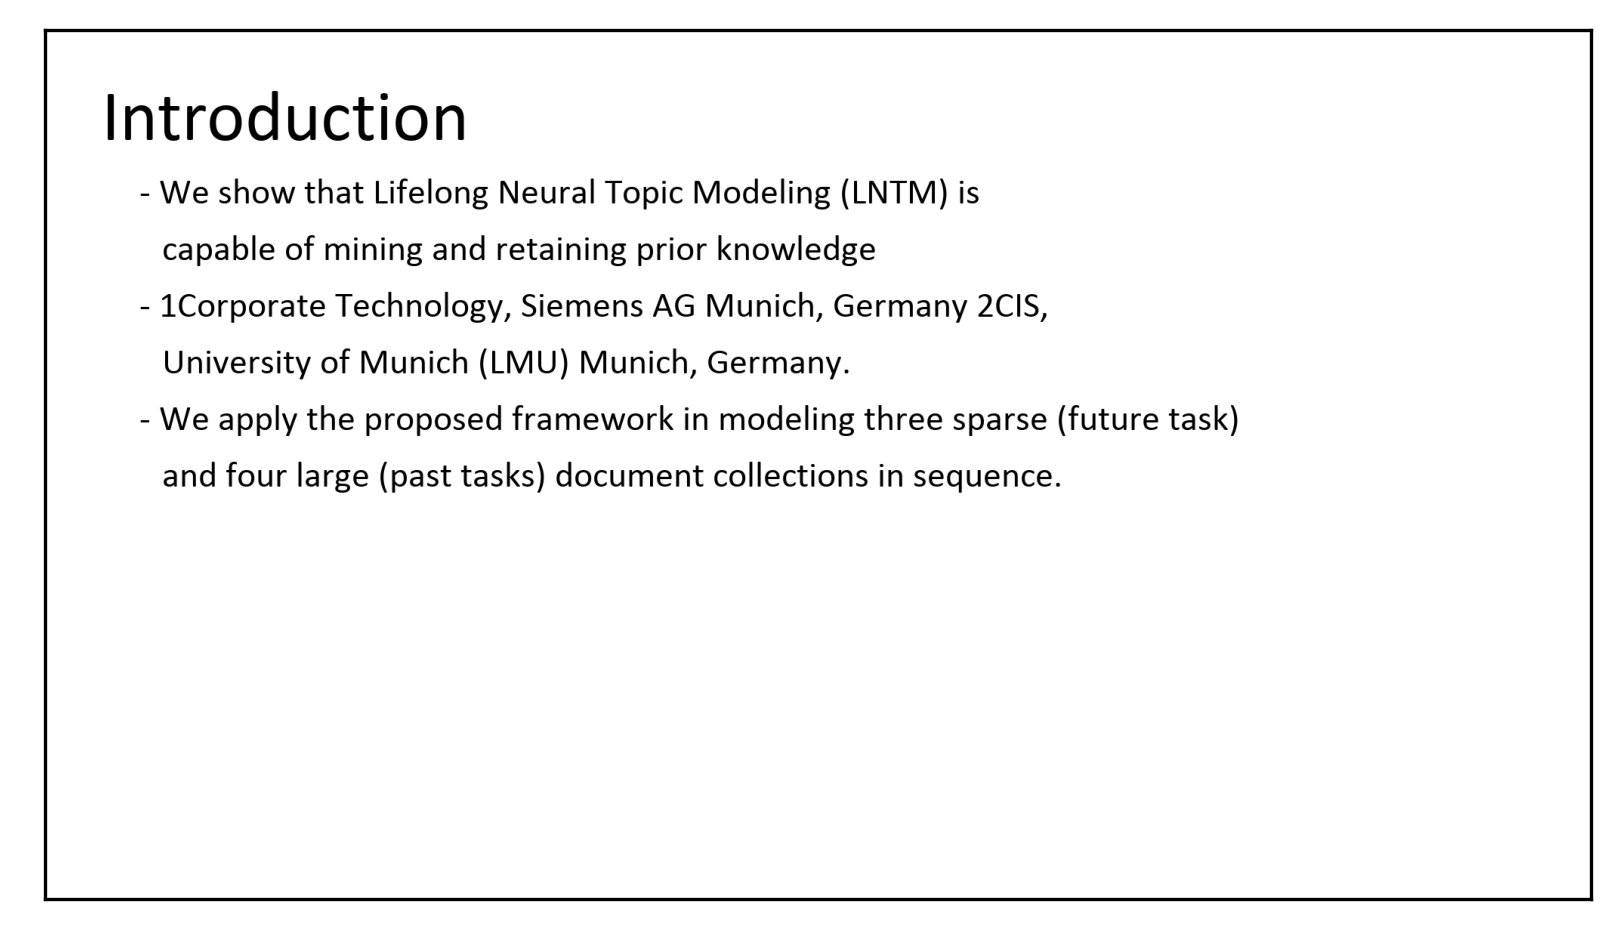 Introduction
- We show that Lifelong Neural Topic Modeling (LNTM) is
capable of mining and retaining prior knowledge
- 1Corporate Technology, Siemens AG Munich, Germany 2CIS,
University of Munich (LMU) Munich, Germany.
- We apply the proposed framework in modeling three sparse (future task)
and four large (past tasks) document collections in sequence.